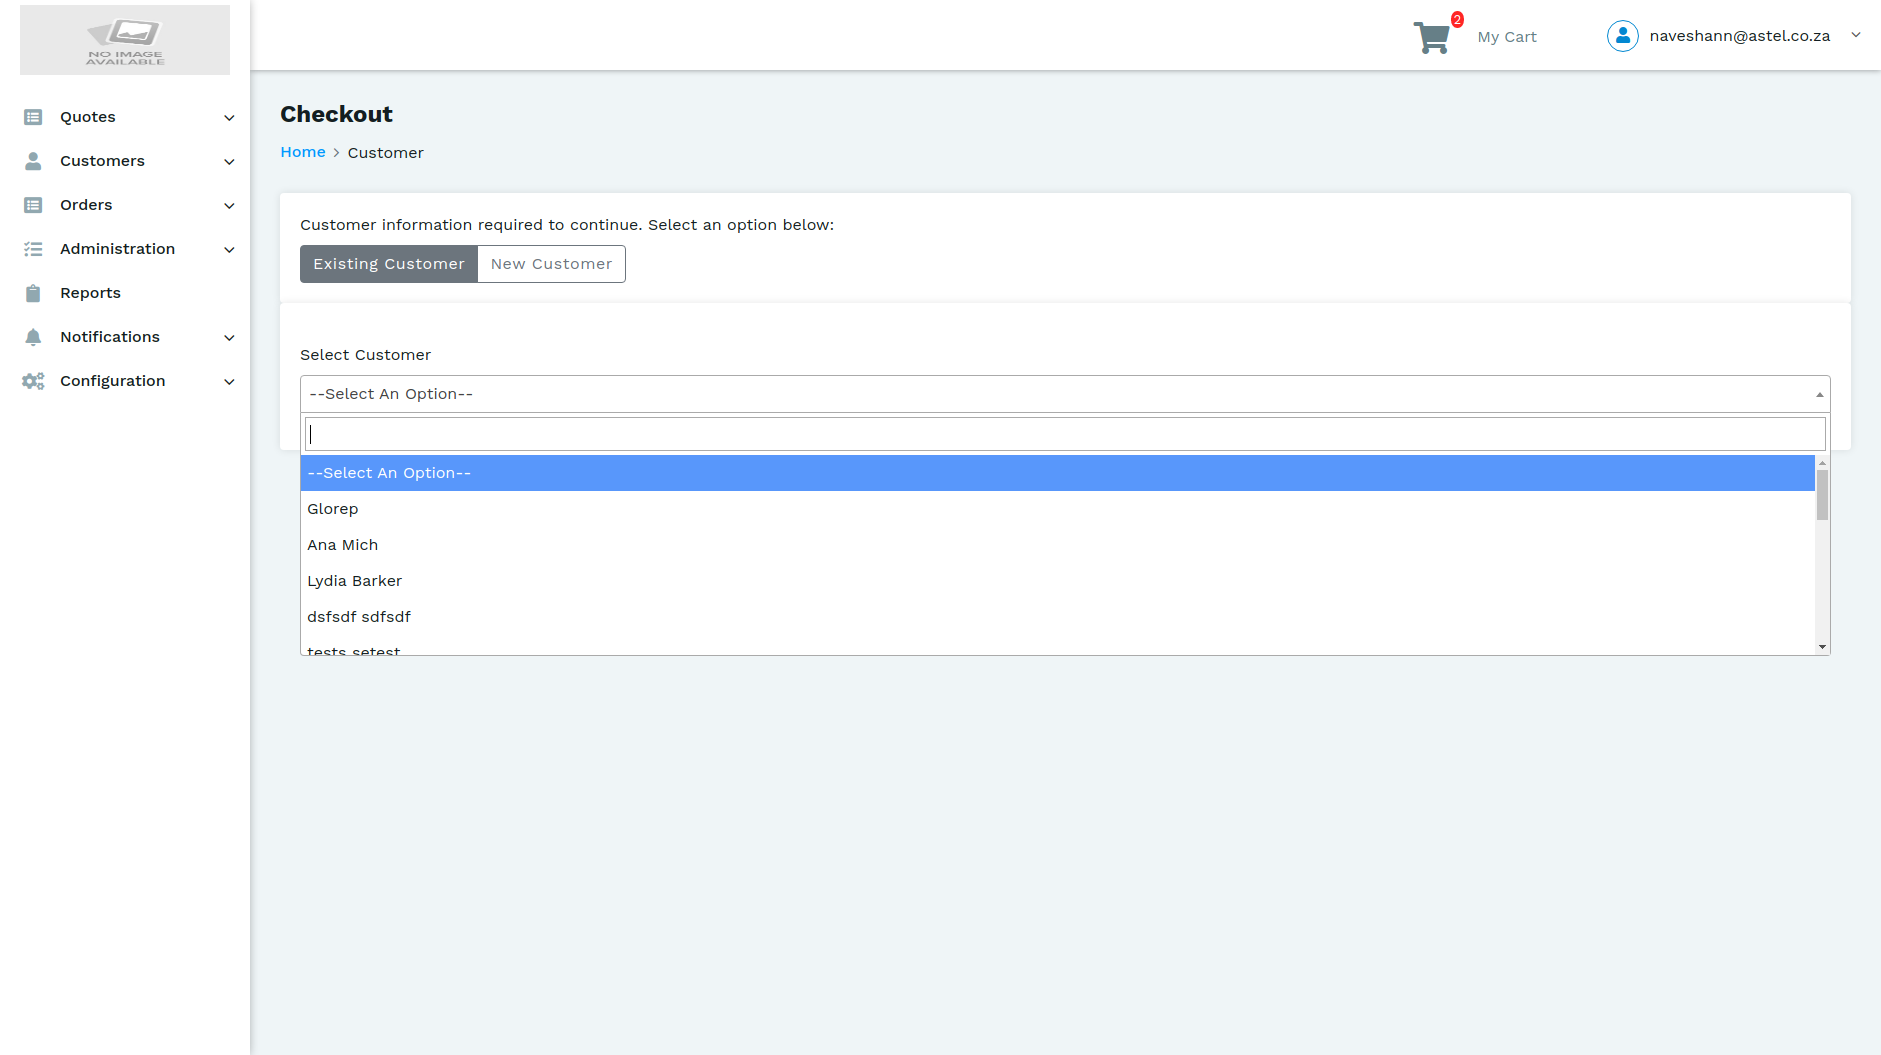 NO IMAGE
AVAILABLE
2
My Cart
naveshann@astel.co.za
Quotes
Customers
Orders
Administration
Reports
Notifications
Configuration
Checkout
Home > Customer
Customer information required to continue. Select an option below:
Existing Customer
New Customer
Select Customer
--Select An Option--
--Select An Option--
Glorep
Ana Mich
Lydia Barker
dsfsdf sdfsdf
tests setest